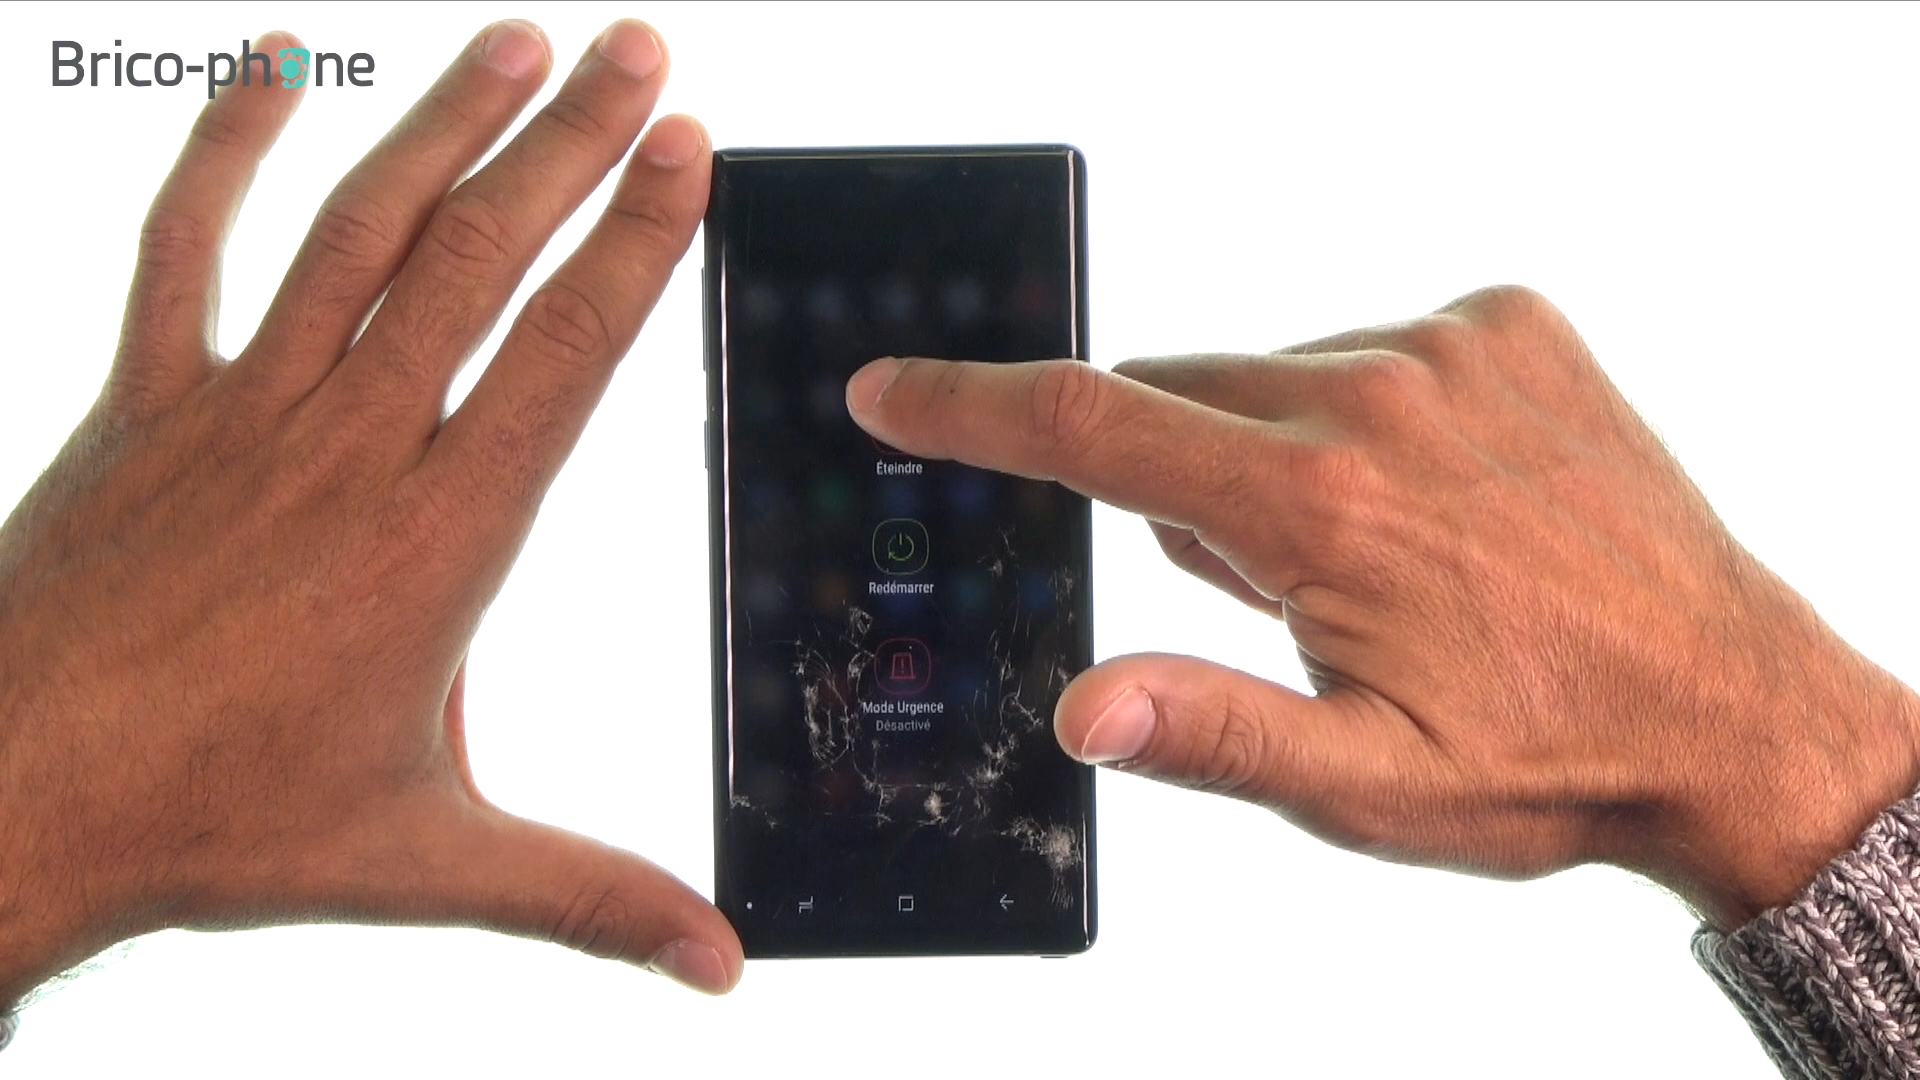 Brico-phone
Éteindre
Redémarrer
Mode Urgence
Désactivé